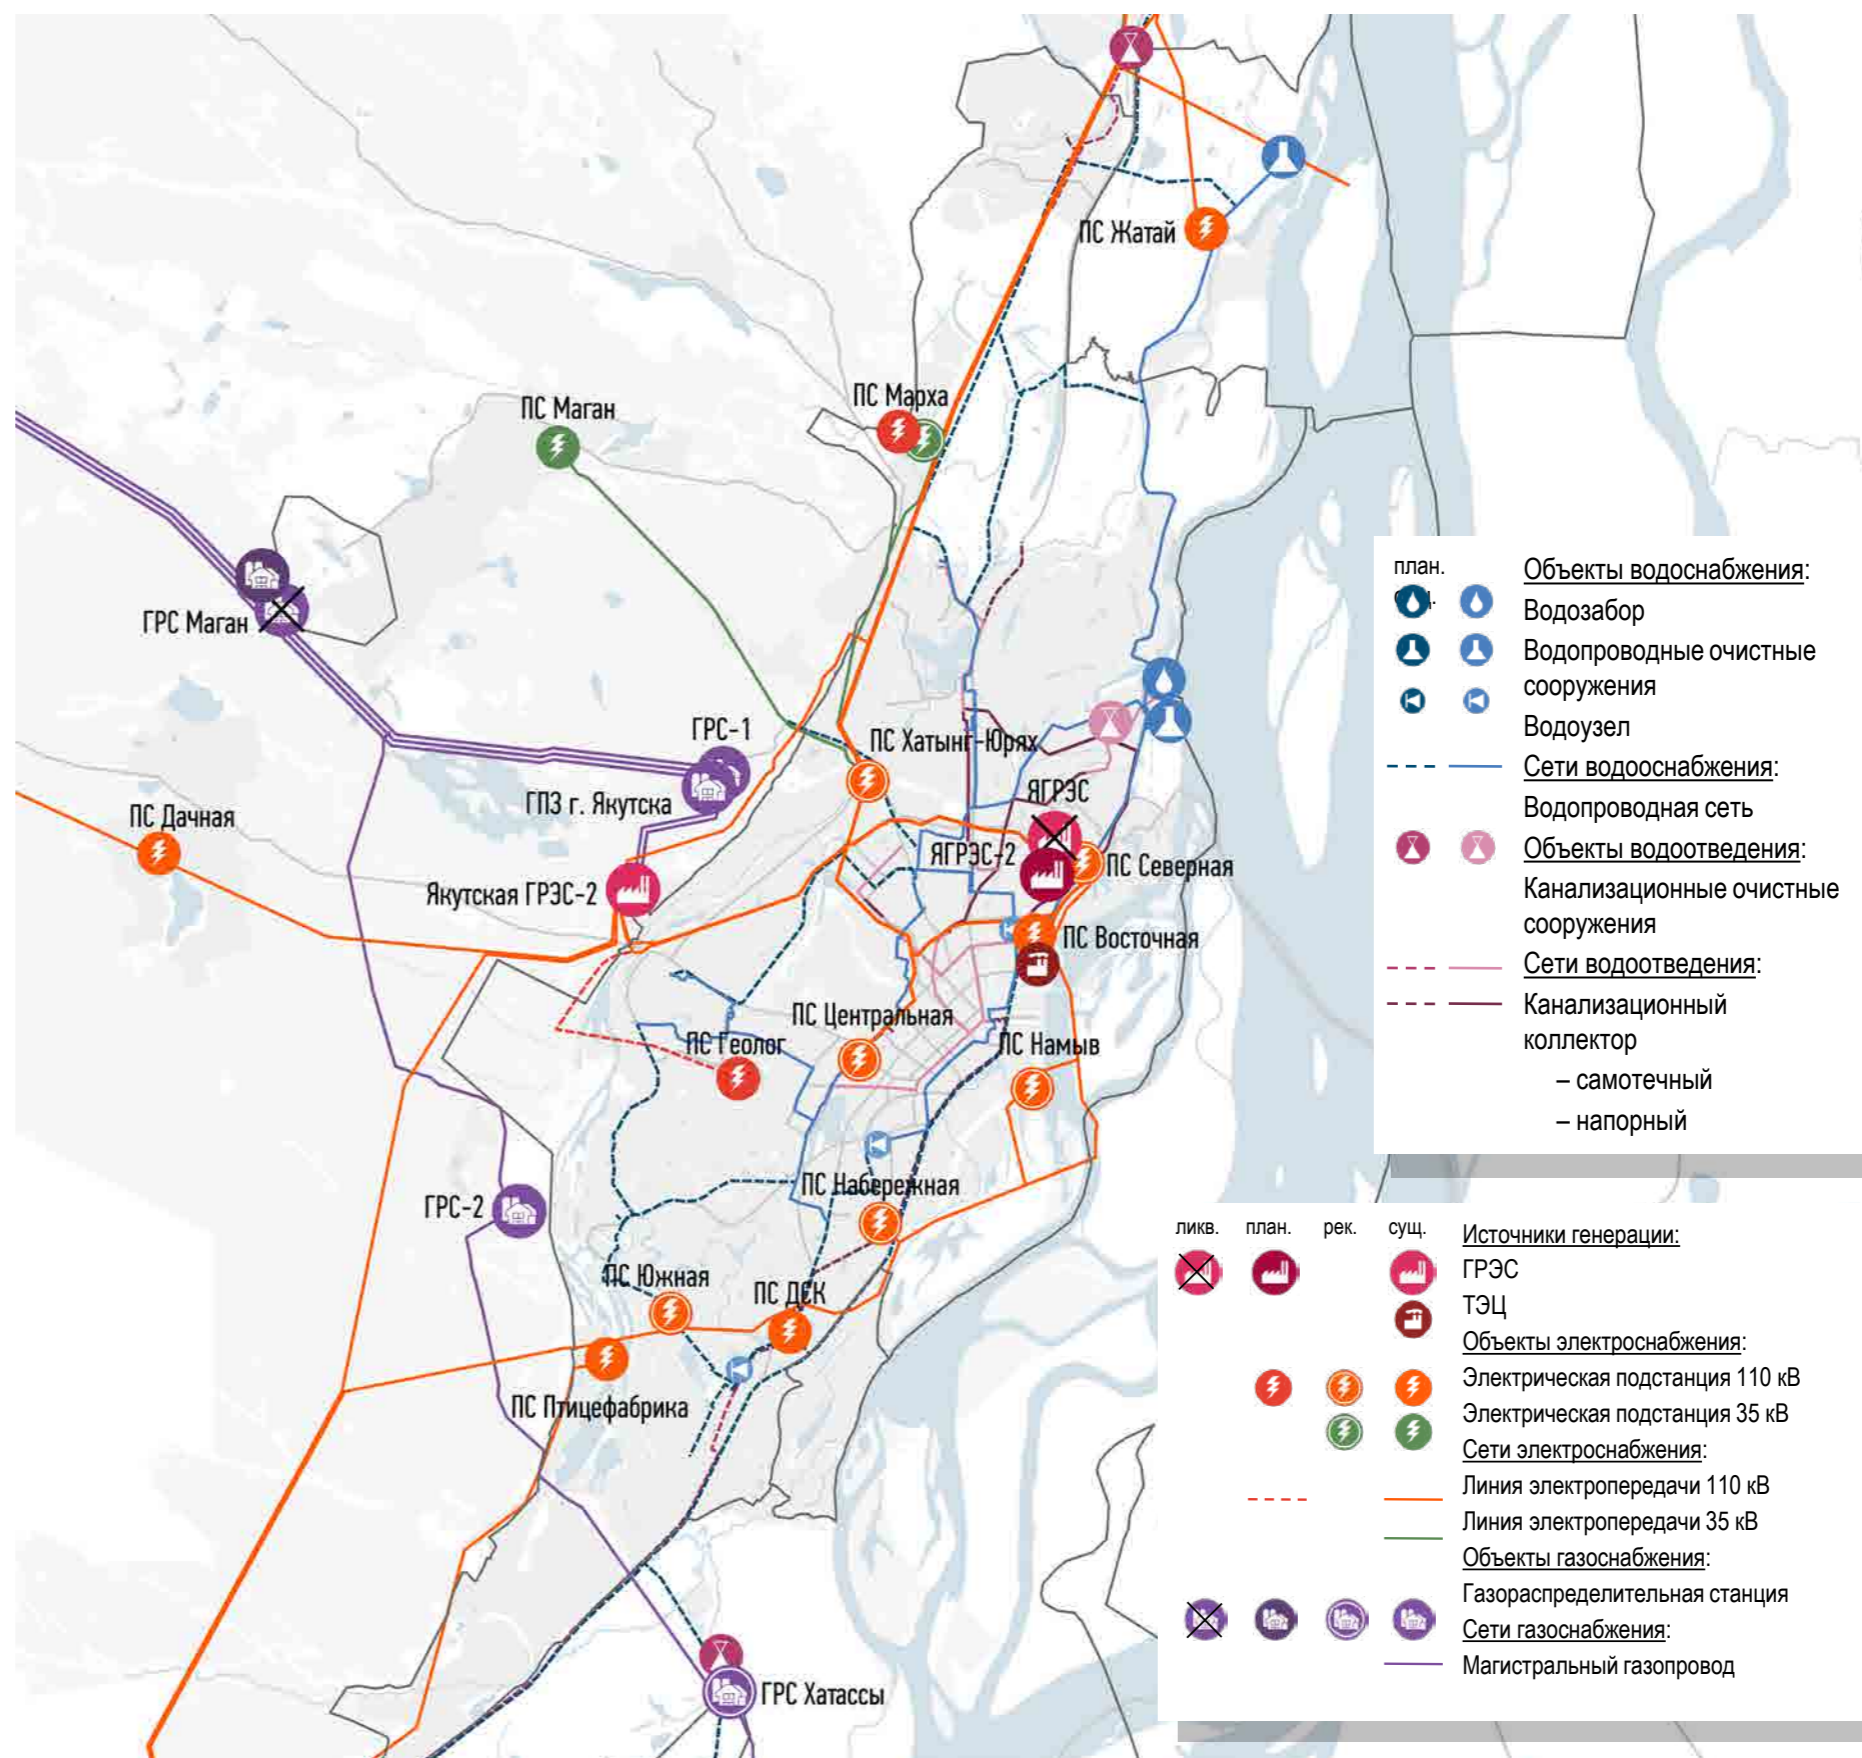 ПС Жатай
ПС Марха
ПС Маган
ГРС Маган
ГРС-1
ПС Хатынг-Юрях
ГПЗ г. Якутска
ЯГРЭС
ПС Дачная
ЯГРЭС-2
ПС Северная
Якутская ГРЭС-2
ПС Восточная
ПС Центральная
ПС Геолог
ПС Намыв
ПС Набережная
ГРС-2
ПС Южная
ПС ДСК
ПС Птицефабрика
ГРС Хатассы
план.
Объекты водоснабжения:
Водозабор
Водопроводные очистные
сооружения
Водоузел
Сети водооснабжения:
Водопроводная сеть
Объекты водоотведения:
Канализационные очистные
сооружения
Сети водоотведения:
Канализационный
коллектор
– самотечный
– напорный
ликв. план. рек. сущ.
Источники генерации:
ГРЭС
ТЭЦ
Объекты электроснабжения:
Электрическая подстанция 110 кВ
Электрическая подстанция 35 кВ
Сети электроснабжения:
Линия электропередачи 110 кВ
Линия электропередачи 35 кВ
Объекты газоснабжения:
Газораспределительная станция
Сети газоснабжения:
Магистральный газопровод